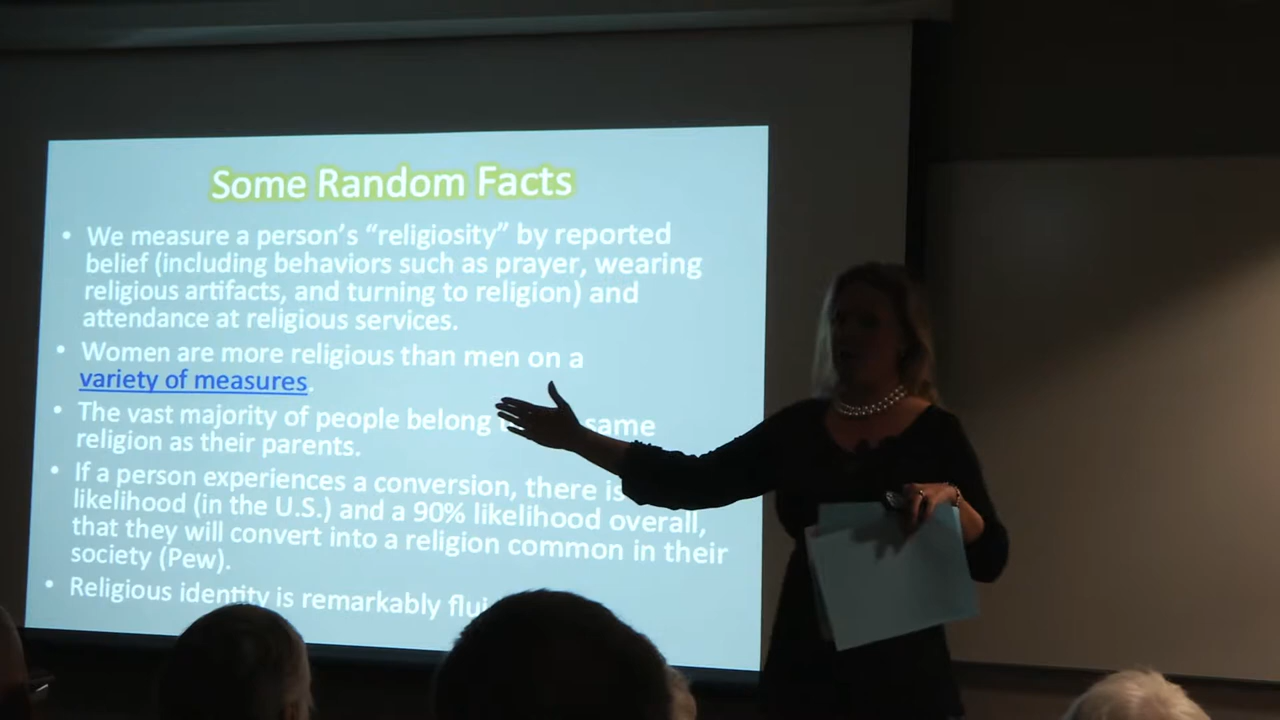 Some Random Facts
• We measure a person's “religiosity” by reported
belief (including behaviors such as prayer, wearing
religious artifacts, and turning to religion) and
attendance at religious services.
• Women are more religious than men on a
variety of measures.
• The vast majority of people belong same
religion as their parents.
• If a person experiences a conversion, there is
likelihood (in the U.S.) and a 90% likelihood overall,
that they will convert into a religion common in their
society (Pew).
• Religious identity is remarkably